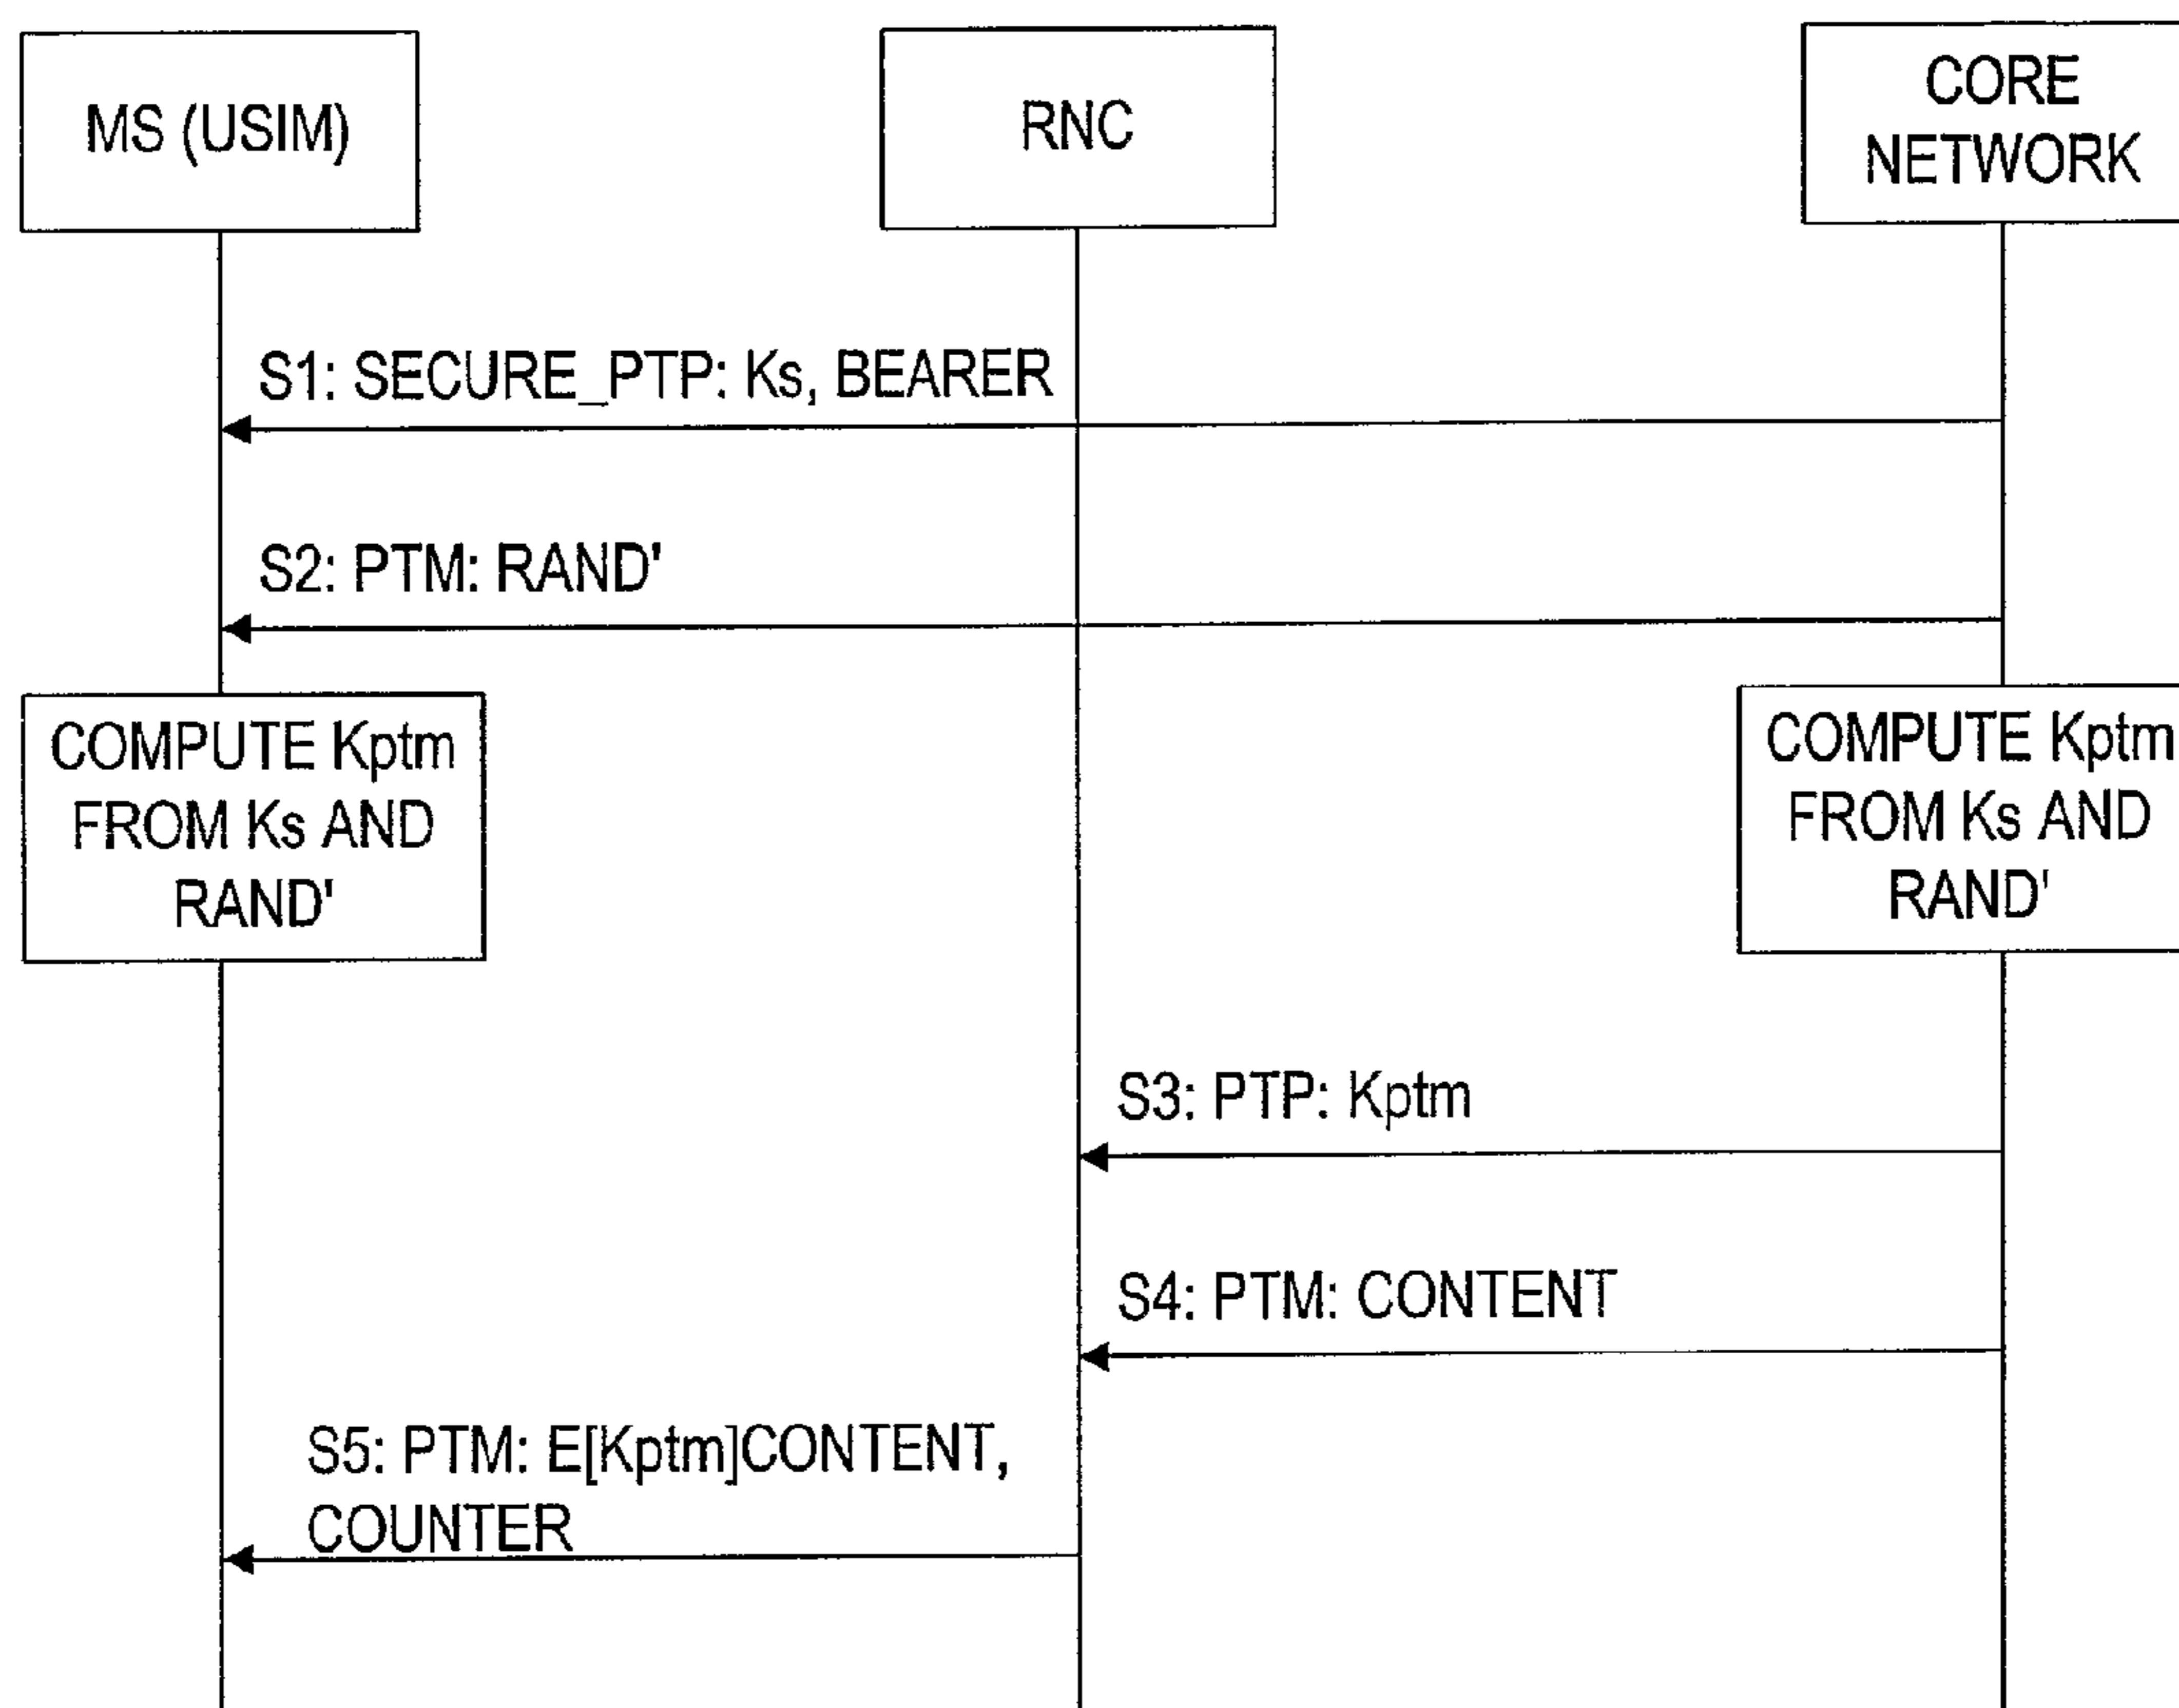 MS (USIM)
RNC
CORE
NETWORK
S1: SECURE_PTP: Ks, BEARER
S2: PTM: RAND'
COMPUTE Kptm
FROM Ks AND
RAND'
COMPUTE Kptm
FROM Ks AND
RAND'
S3: PTP: Kptm
S4: PTM: CONTENT
S5: PTM: E[Kptm]CONTENT,
COUNTER